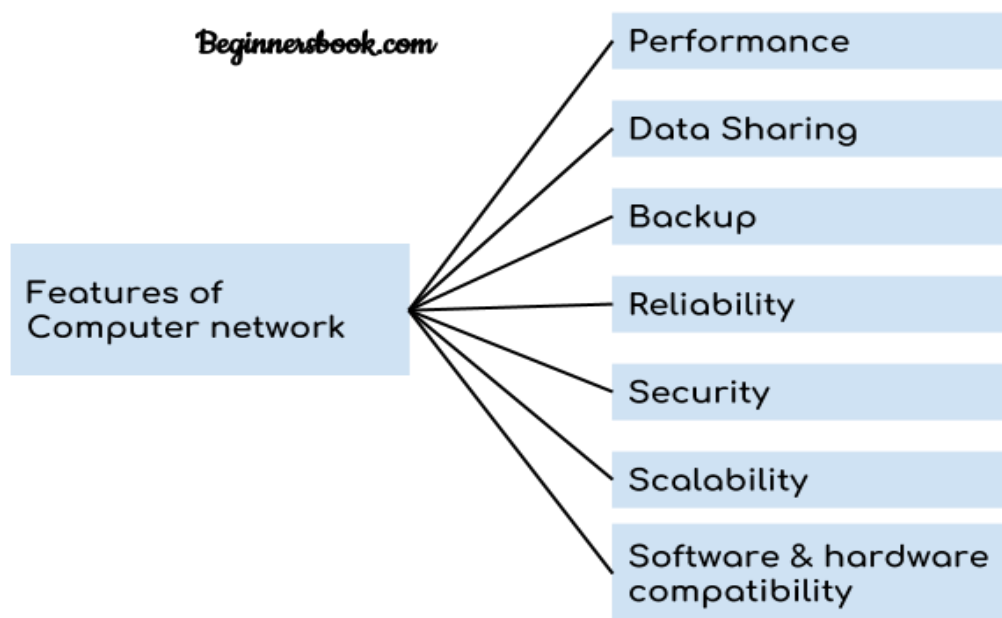 Beginnersbook.com
Performance
Data Sharing
Backup
Features of
Computer network
Reliability
Security
Scalability
Software & hardware
compatibility